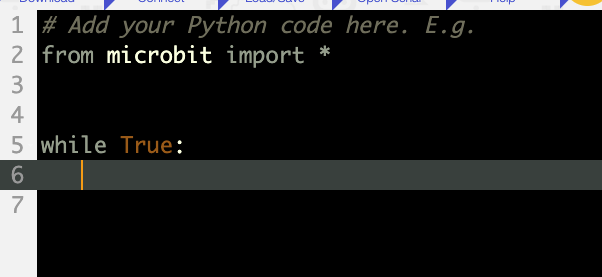 Download Connect Load/Save Open Serial Help
1 # Add your Python code here. E.g.
2 from microbit import *
3
4
5 while True:
6
7